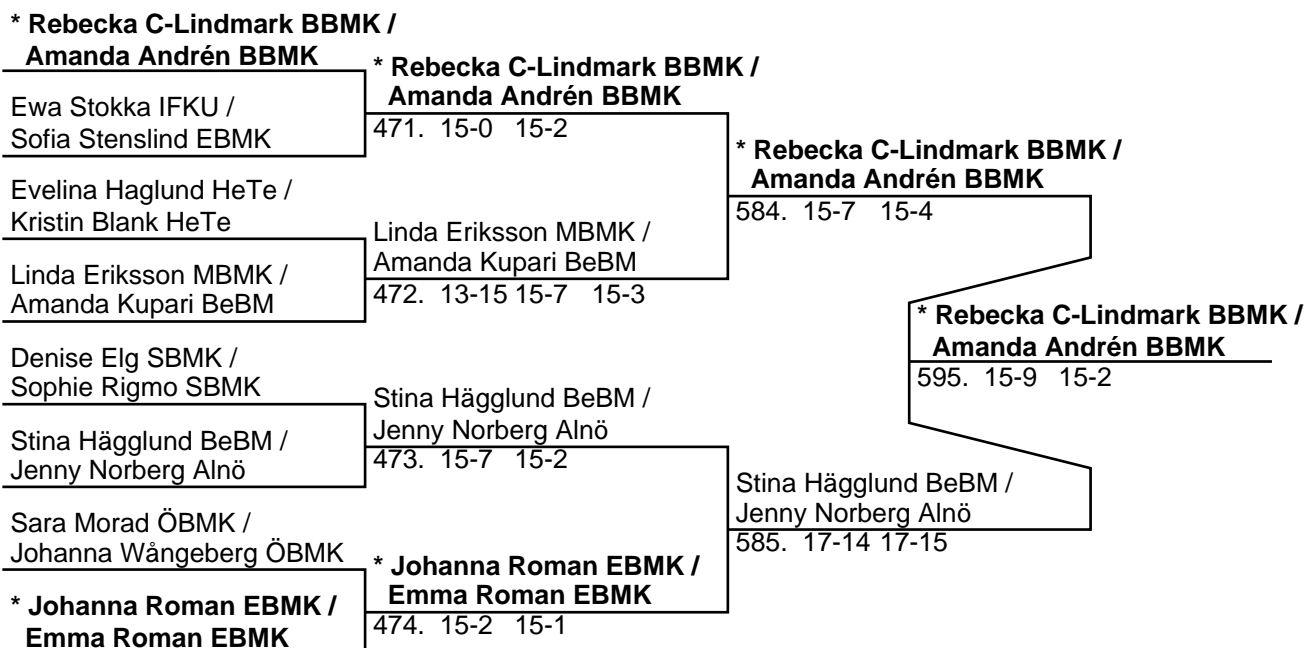 * Rebecka C-Lindmark BBMK /
Amanda Andrén BBMK
Ewa Stokka IFKU /
Sofia Stenslind EBMK
Evelina Haglund HeTe /
Kristin Blank HeTe
Linda Eriksson MBMK /
Amanda Kupari BeBM
Denise Elg SBMK /
Sophie Rigmo SBMK
Stina Hägglund BeBM /
Jenny Norberg Alnö
Sara Morad ÖBMK /
Johanna Wångeberg ÖBMK
* Johanna Roman EBMK /
Emma Roman EBMK
* Rebecka C-Lindmark BBMK /
Amanda Andrén BBMK
471. 15-0 15-2
Linda Eriksson MBMK /
Amanda Kupari BeBM
472. 13-15 15-7 15-3
Stina Hägglund BeBM /
Jenny Norberg Alnö
473. 15-7 15-2
* Johanna Roman EBMK /
Emma Roman EBMK
474. 15-2 15-1
* Rebecka C-Lindmark BBMK /
Amanda Andrén BBMK
584. 15-7 15-4
Stina Hägglund BeBM /
Jenny Norberg Alnö
585. 17-14 17-15
* Rebecka C-Lindmark BBMK /
Amanda Andrén BBMK
595. 15-9 15-2